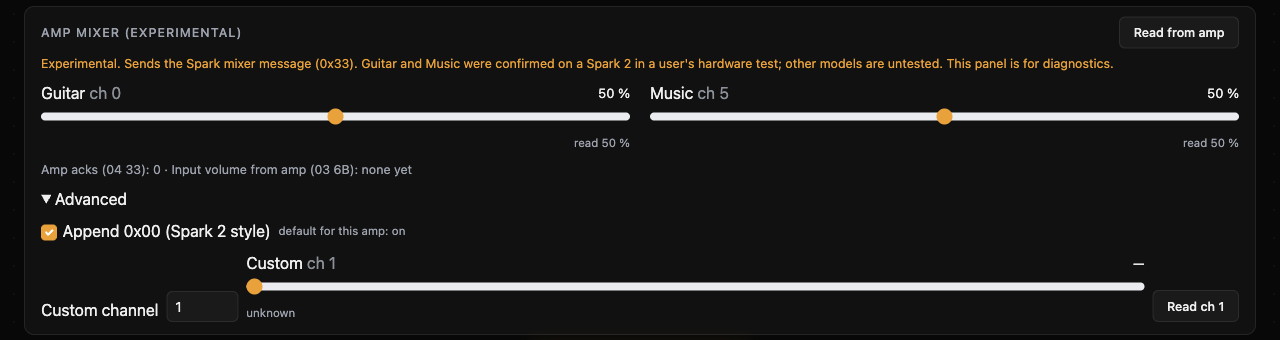 AMP MIXER (EXPERIMENTAL)
Read from amp
Experimental. Sends the Spark mixer message (0x33). Guitar and Music were confirmed on a Spark 2 in a user's hardware test; other models are untested. This panel is for diagnostics.
Guitar ch 0 50 %
Music ch 5 50 %
read 50 %
read 50 %
Amp acks (04 33): 0 · Input volume from amp (03 6B): none yet
▼ Advanced
Append 0x00 (Spark 2 style) default for this amp: on
Custom ch 1 —
Custom channel 1
unknown
Read ch 1